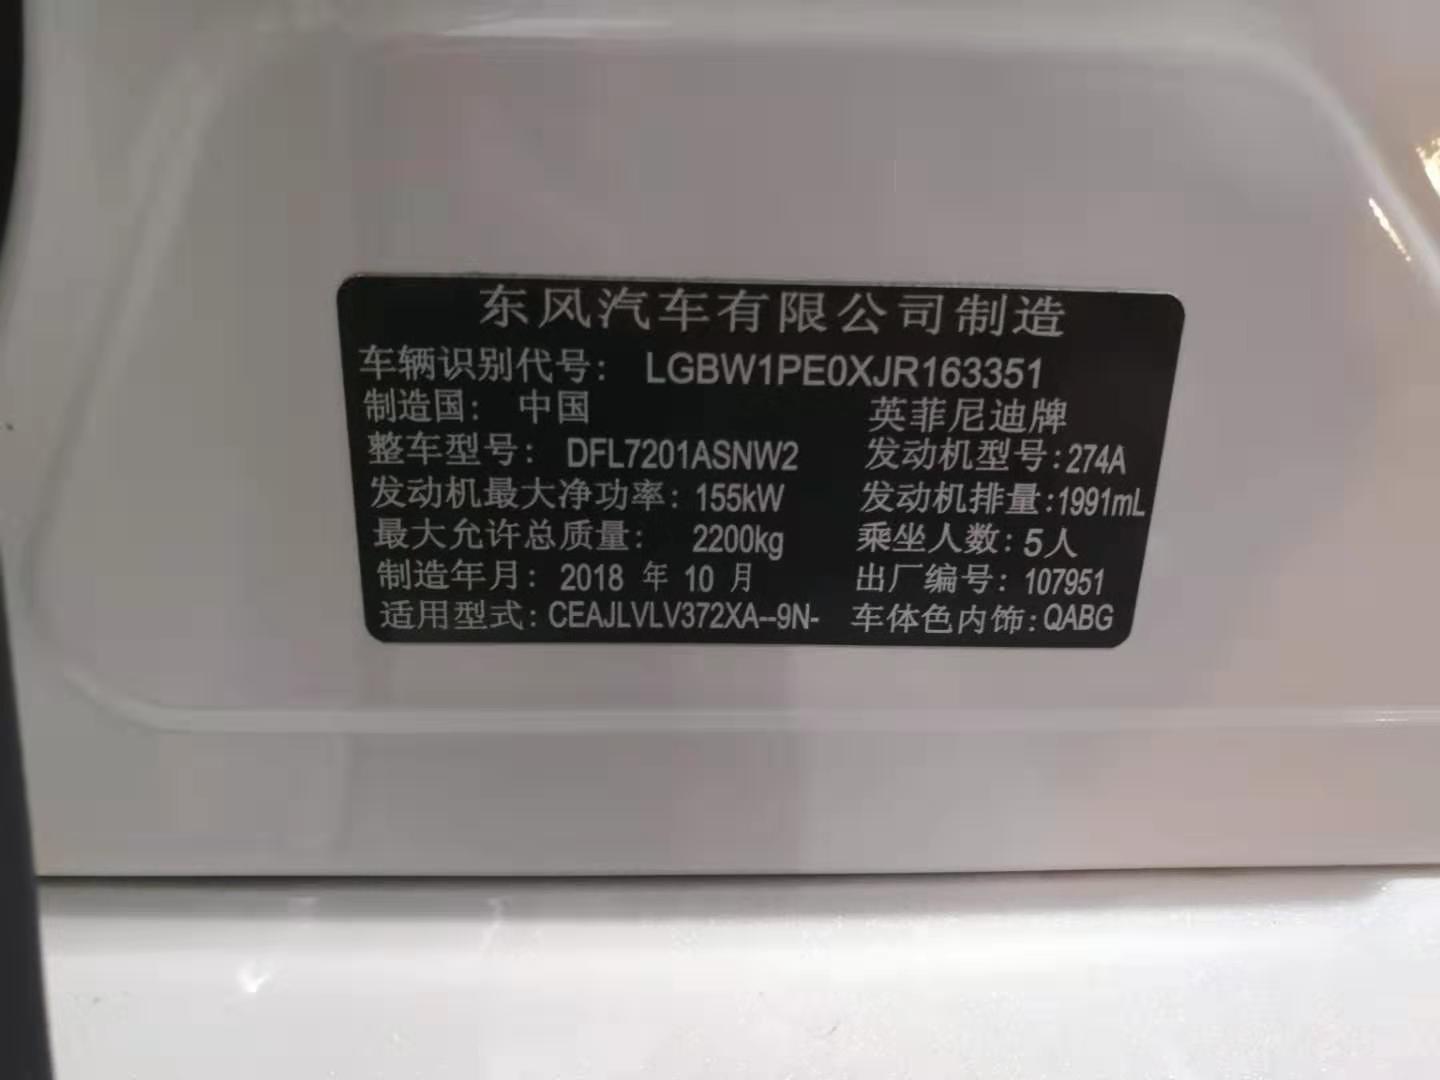 东风汽车有限公司制造
车辆识别代号: LGBW1PE0XJR163351
制造国: 中国 英菲尼迪牌
整车型号: DFL7201ASNW2 发动机型号:274A
发动机最大净功率: 155kW 发动机排量:1991mL
最大允许总质量: 2200kg 乘坐人数: 5人
制造年月: 2018 年 10 月 出厂编号: 107951
适用型式: CEAJLVLV372XA--9N- 车体色内饰:QABG